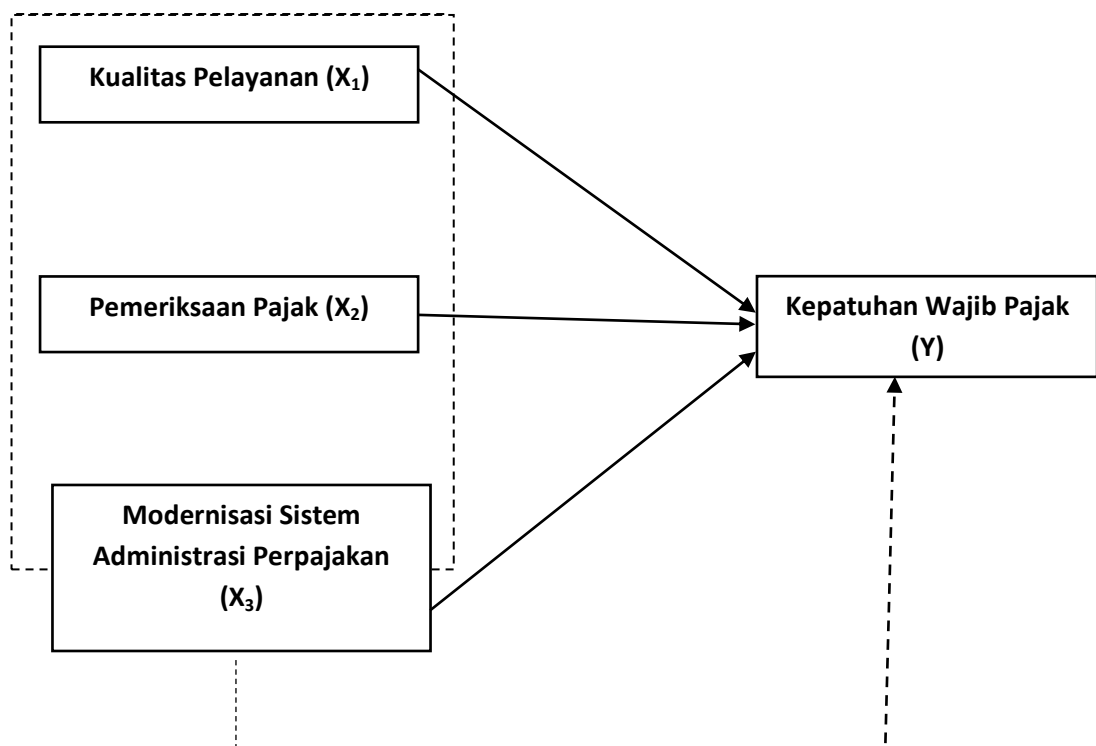 Kualitas Pelayanan (X₁)
Pemeriksaan Pajak (X₂)
Kepatuhan Wajib Pajak
(Y)
Modernisasi Sistem
Administrasi Perpajakan
(X₃)